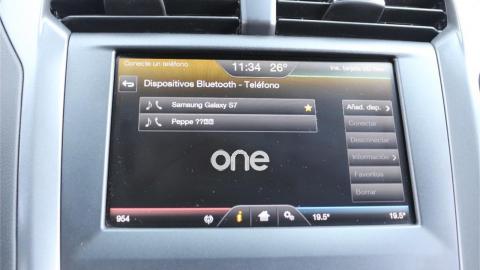 Conecte un teléfono
11:34 26°
Dispositivos Bluetooth - Teléfono
Samsung Galaxy S7
Peppe ??
Añad. disp.
Conectar
Desconectar
Información
Favoritos
Borrar
one
954
i
19.5°
19.5°